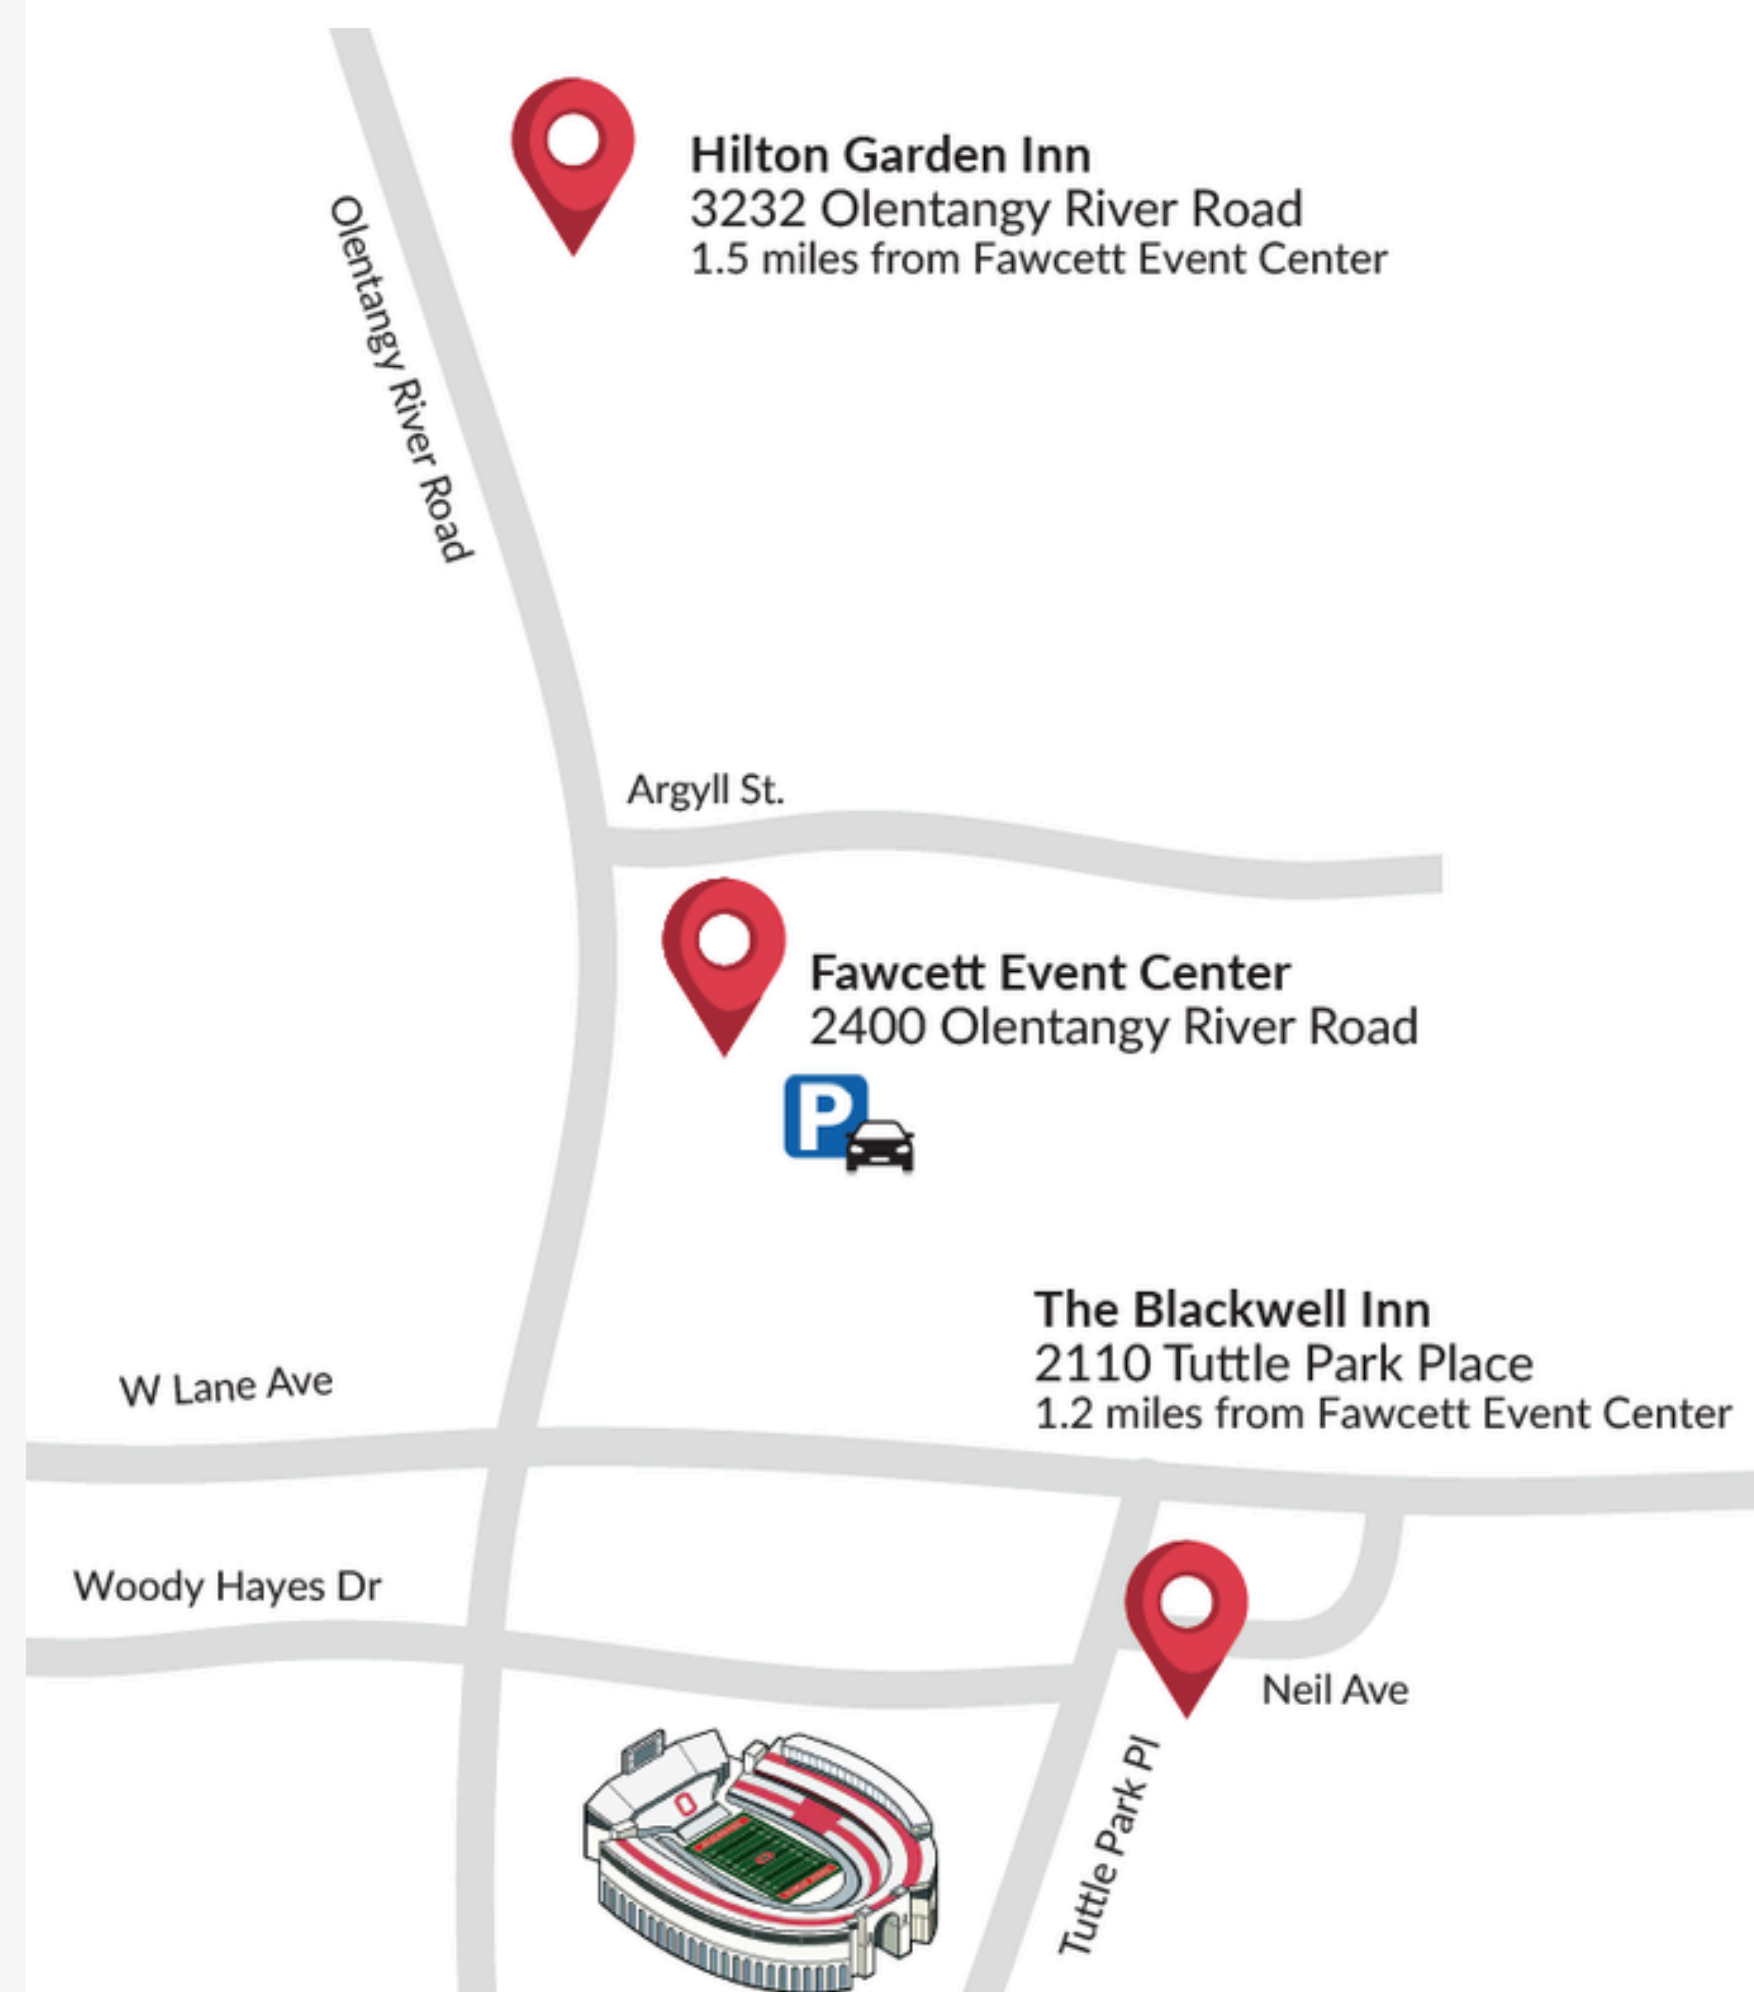 Olentangy River Road
Hilton Garden Inn
3232 Olentangy River Road
1.5 miles from Fawcett Event Center
Argyll St.
Fawcett Event Center
2400 Olentangy River Road
P
The Blackwell Inn
2110 Tuttle Park Place
1.2 miles from Fawcett Event Center
W Lane Ave
Woody Hayes Dr
Neil Ave
Tuttle Park Pl
O